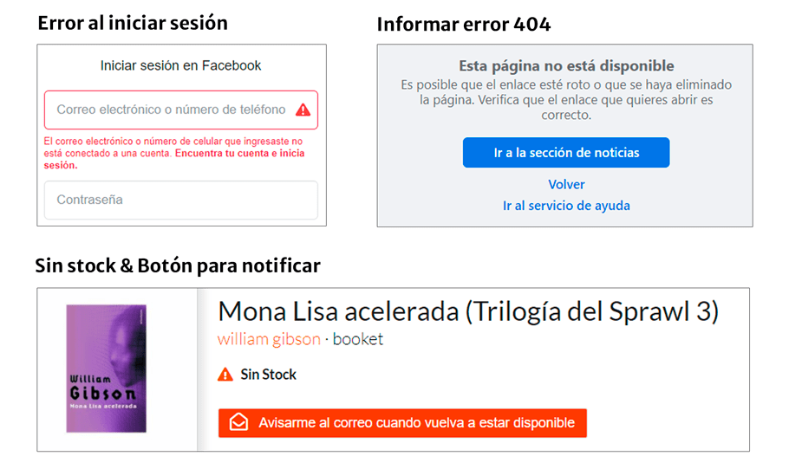 Error al iniciar sesión
Iniciar sesión en Facebook
Correo electrónico o número de teléfono
El correo electrónico o número de celular que ingresaste no
está conectado a una cuenta. Encuentra tu cuenta e inicia
sesión.
Contraseña
Informar error 404
Esta página no está disponible
Es posible que el enlace esté roto o que se haya eliminado
la página. Verifica que el enlace que quieres abrir es
correcto.
Ir a la sección de noticias
Volver
Ir al servicio de ayuda
Sin stock & Botón para notificar
William
Gibson
Mona Lisa acelerada
Mona Lisa acelerada (Trilogía del Sprawl 3)
william gibson · booket
Sin Stock
Avisarme al correo cuando vuelva a estar disponible